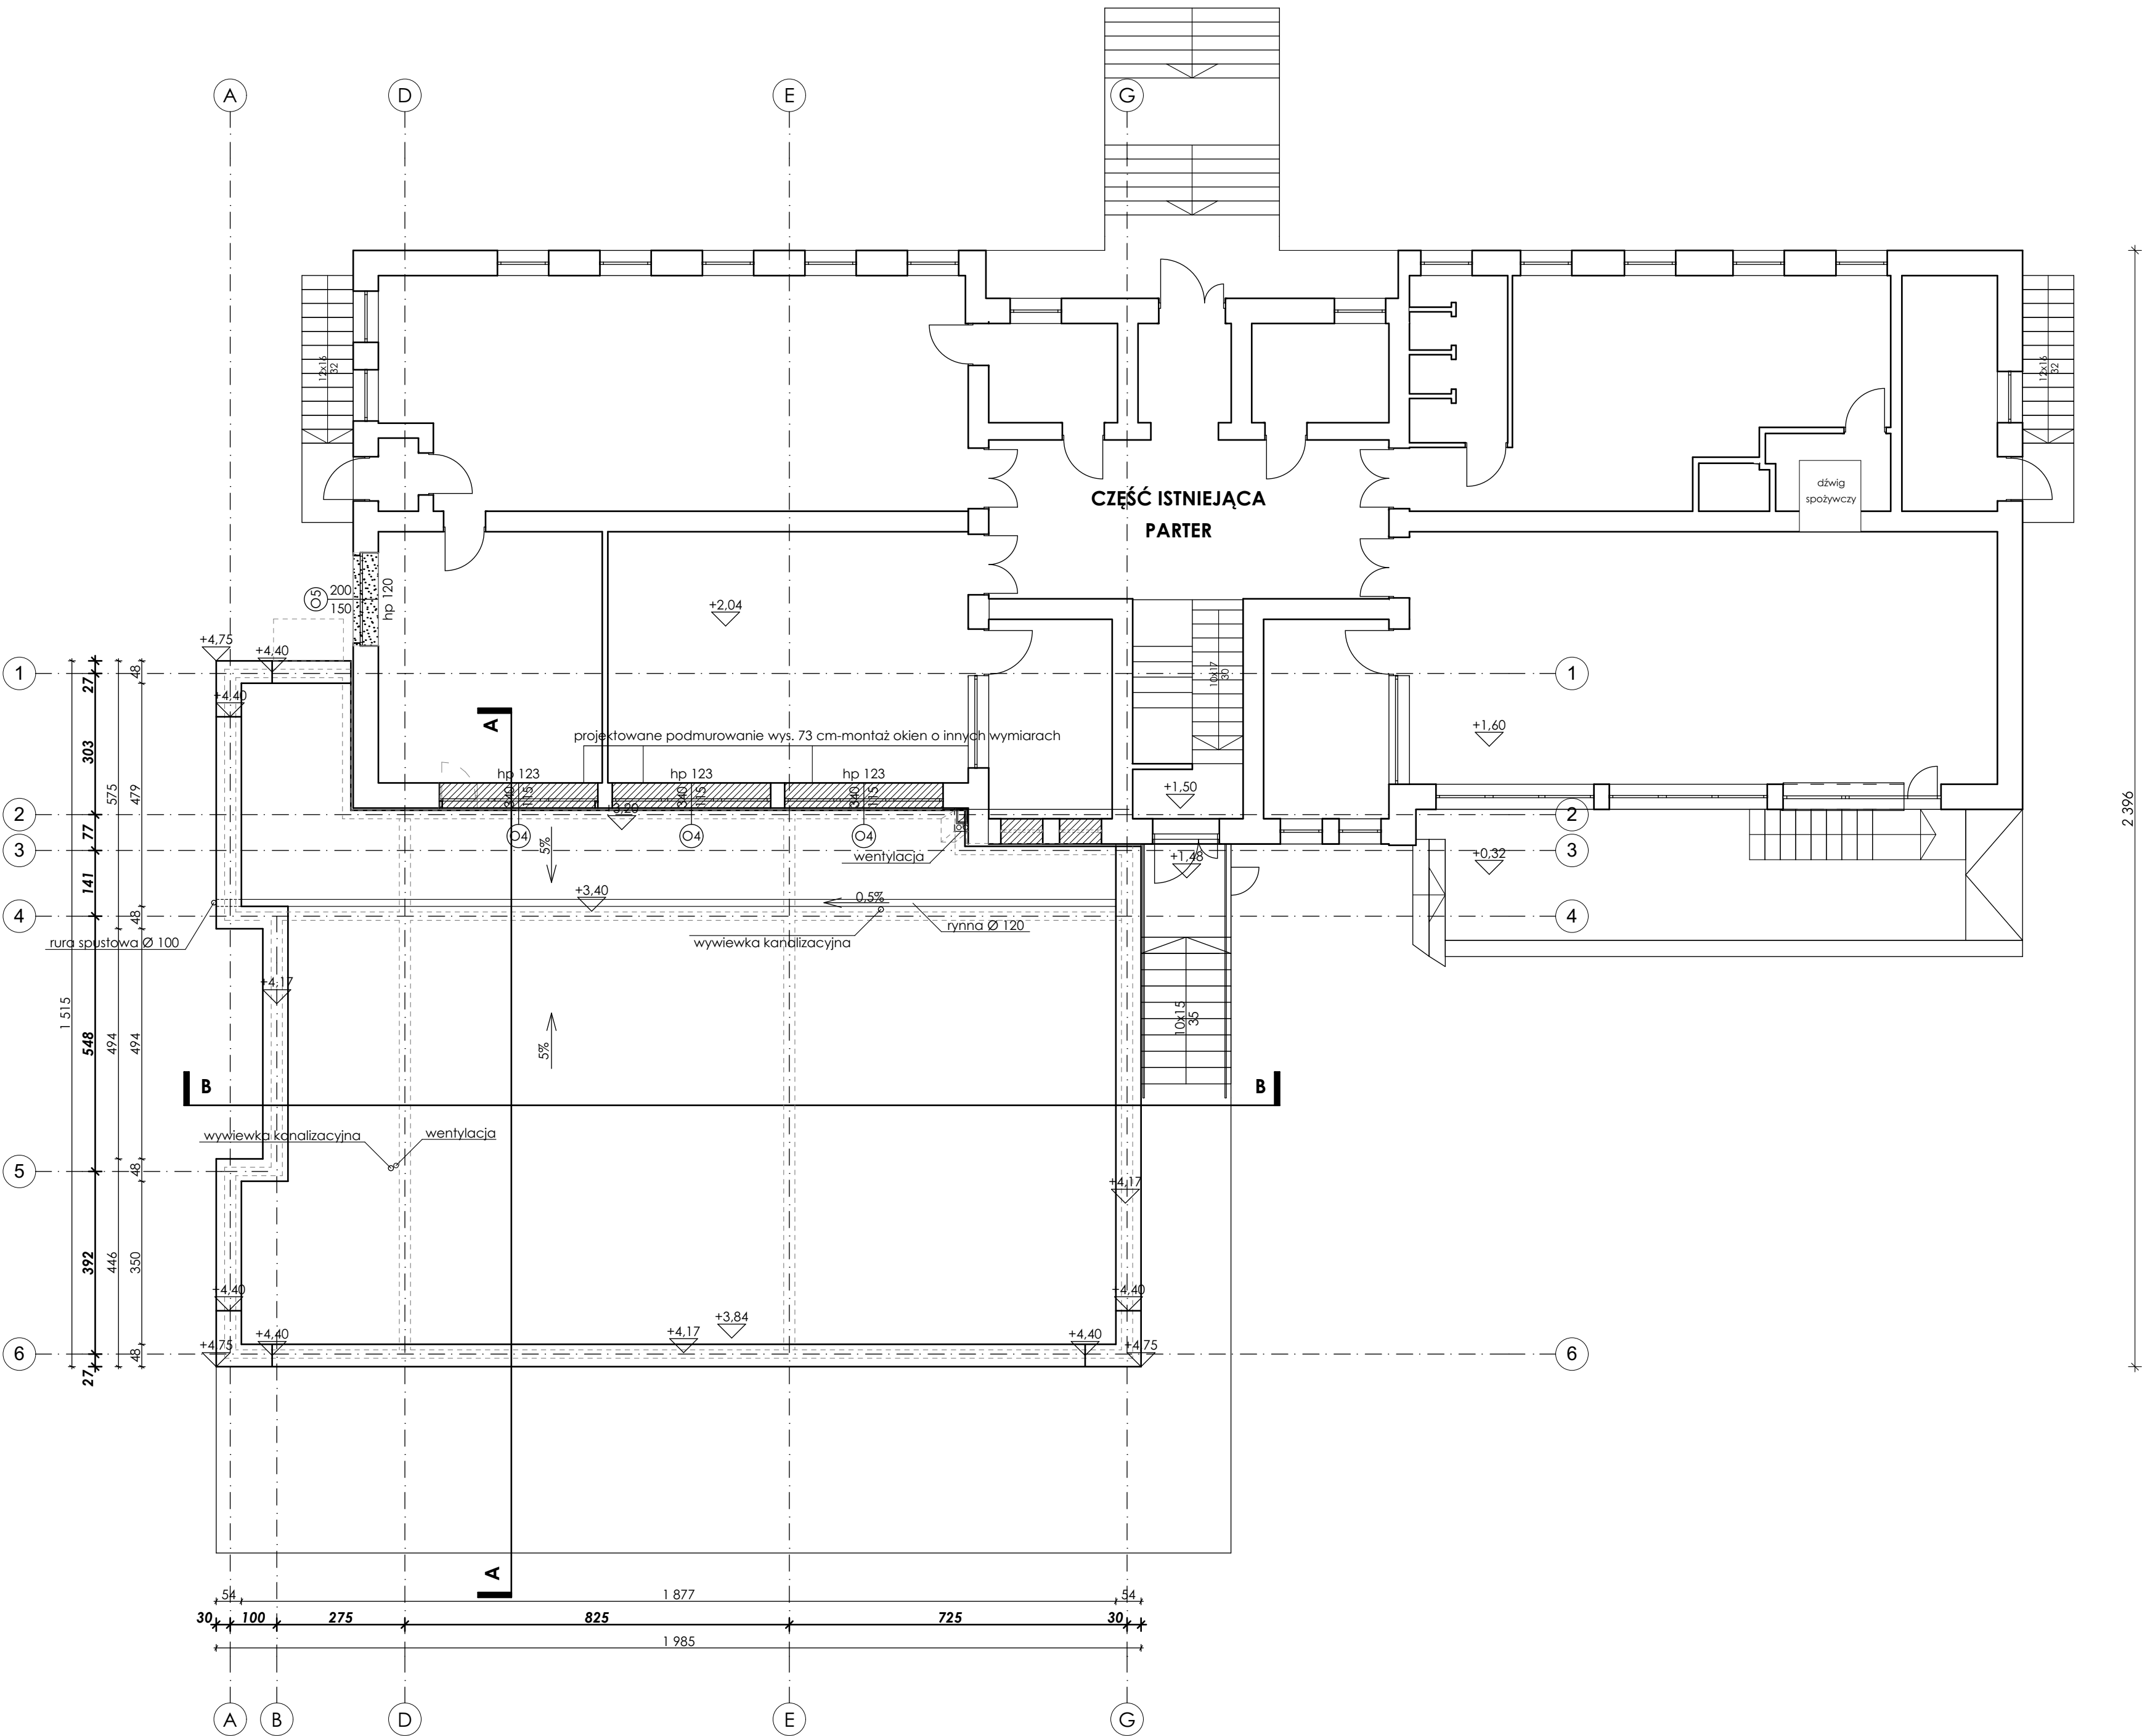 A
D
E
G
12x16
32
12x16
32
dźwig
spożywczy
CZĘŚĆ ISTNIEJĄCA
PARTER
O5
200
150
hp 120
+2,04
+4,75
+4,40
1
1
+4,40
10x17
30
A
+1,60
projektowane podmurowanie wys. 73 cm-montaż okien o innych wymiarach
hp 123
hp 123
hp 123
340
115
340
115
340
115
+1,50
+3,20
2
2
O4
O4
O4
5%
3
3
wentylacja
+1,48
+0,32
+3,40
0,5%
4
4
rynna Ø 120
rura spustowa Ø 100
wywiewka kanalizacyjna
+4,17
10x15
35
5%
B
B
wywiewka kanalizacyjna
wentylacja
5
+4,17
+4,40
+4,40
+3,84
+4,17
+4,75
+4,40
+4,40
+4,75
6
6
1 515
27
303
77
141
548
392
27
575
494
446
48
479
48
494
48
350
48
2 396
A
54
1 877
54
30
100
275
825
725
30
1 985
A
B
D
E
G